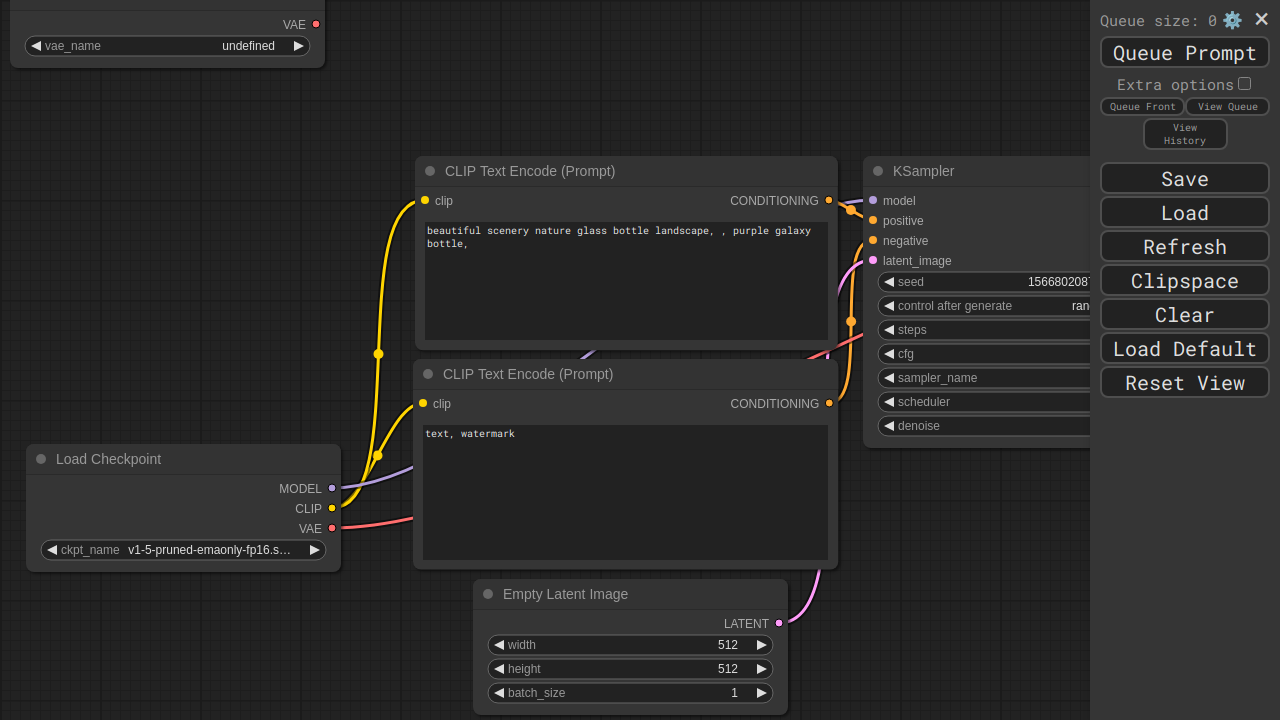 VAE
vae_name undefined
CLIP Text Encode (Prompt)
clip CONDITIONING
beautiful scenery nature glass bottle landscape, , purple galaxy
bottle,
CLIP Text Encode (Prompt)
clip CONDITIONING
text, watermark
Load Checkpoint
MODEL
CLIP
VAE
ckpt_name v1-5-pruned-emaonly-fp16.s…
Empty Latent Image
LATENT
width 512
height 512
batch_size 1
KSampler
model
positive
negative
latent_image
seed
control after generate
steps
cfg
sampler_name
scheduler
denoise
Queue size: 0
Queue Prompt
Extra options
Queue Front
View Queue
View
History
Save
Load
Refresh
Clipspace
Clear
Load Default
Reset View